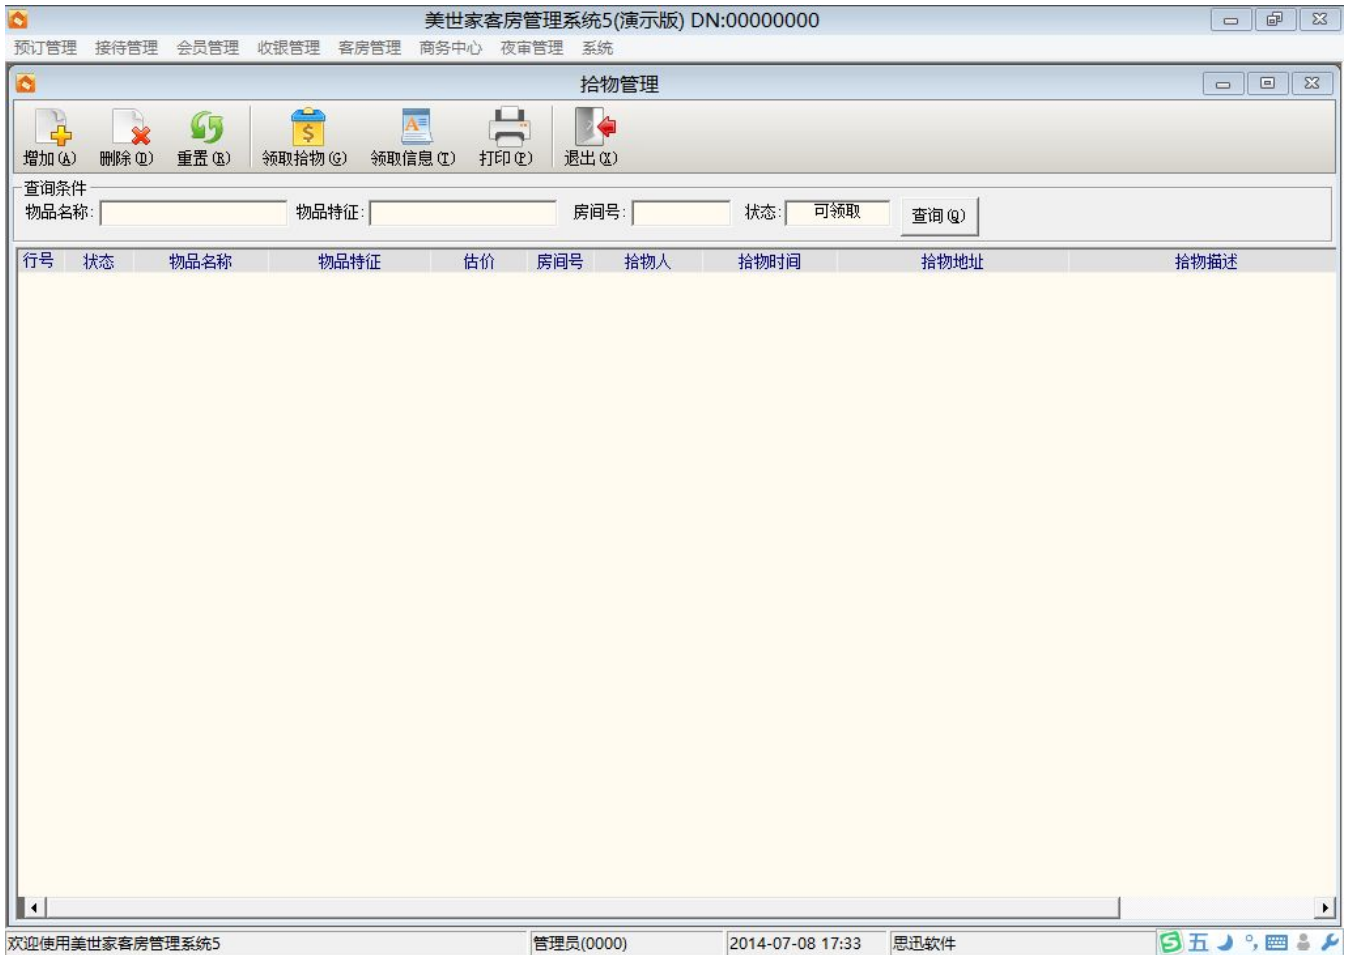 美世家客房管理系统5(演示版) DN:00000000
预订管理 接待管理 会员管理 收银管理 客房管理 商务中心 夜审管理 系统
拾物管理
增加(A) 删除(D) 重置(R) 领取拾物(G) 领取信息(T) 打印(P) 退出(X)
查询条件
物品名称: 物品特征: 房间号: 状态: 可领取 查询(Q)
行号 状态 物品名称 物品特征 估价 房间号 拾物人 拾物时间 拾物地址 拾物描述
欢迎使用美世家客房管理系统5 管理员(0000) 2014-07-08 17:33 思迅软件 五